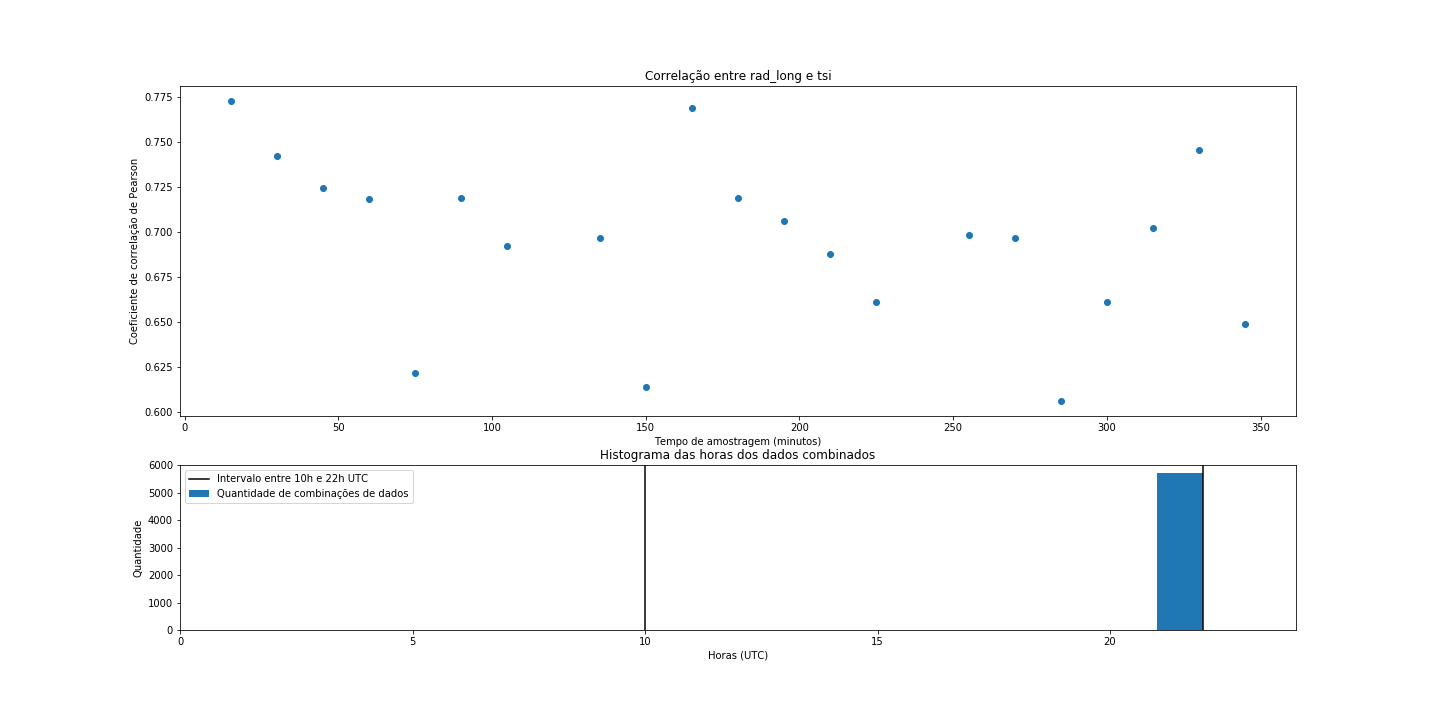 Correlação entre rad_long e tsi
Coeficiente de correlação de Pearson
0.775
0.750
0.725
0.700
0.675
0.650
0.625
0.600
0 50 100 150 200 250 300 350
Tempo de amostragem (minutos)
Histograma das horas dos dados combinados
Quantidade
6000
5000
4000
3000
2000
1000
0
Intervalo entre 10h e 22h UTC
Quantidade de combinações de dados
0 5 10 15 20
Horas (UTC)